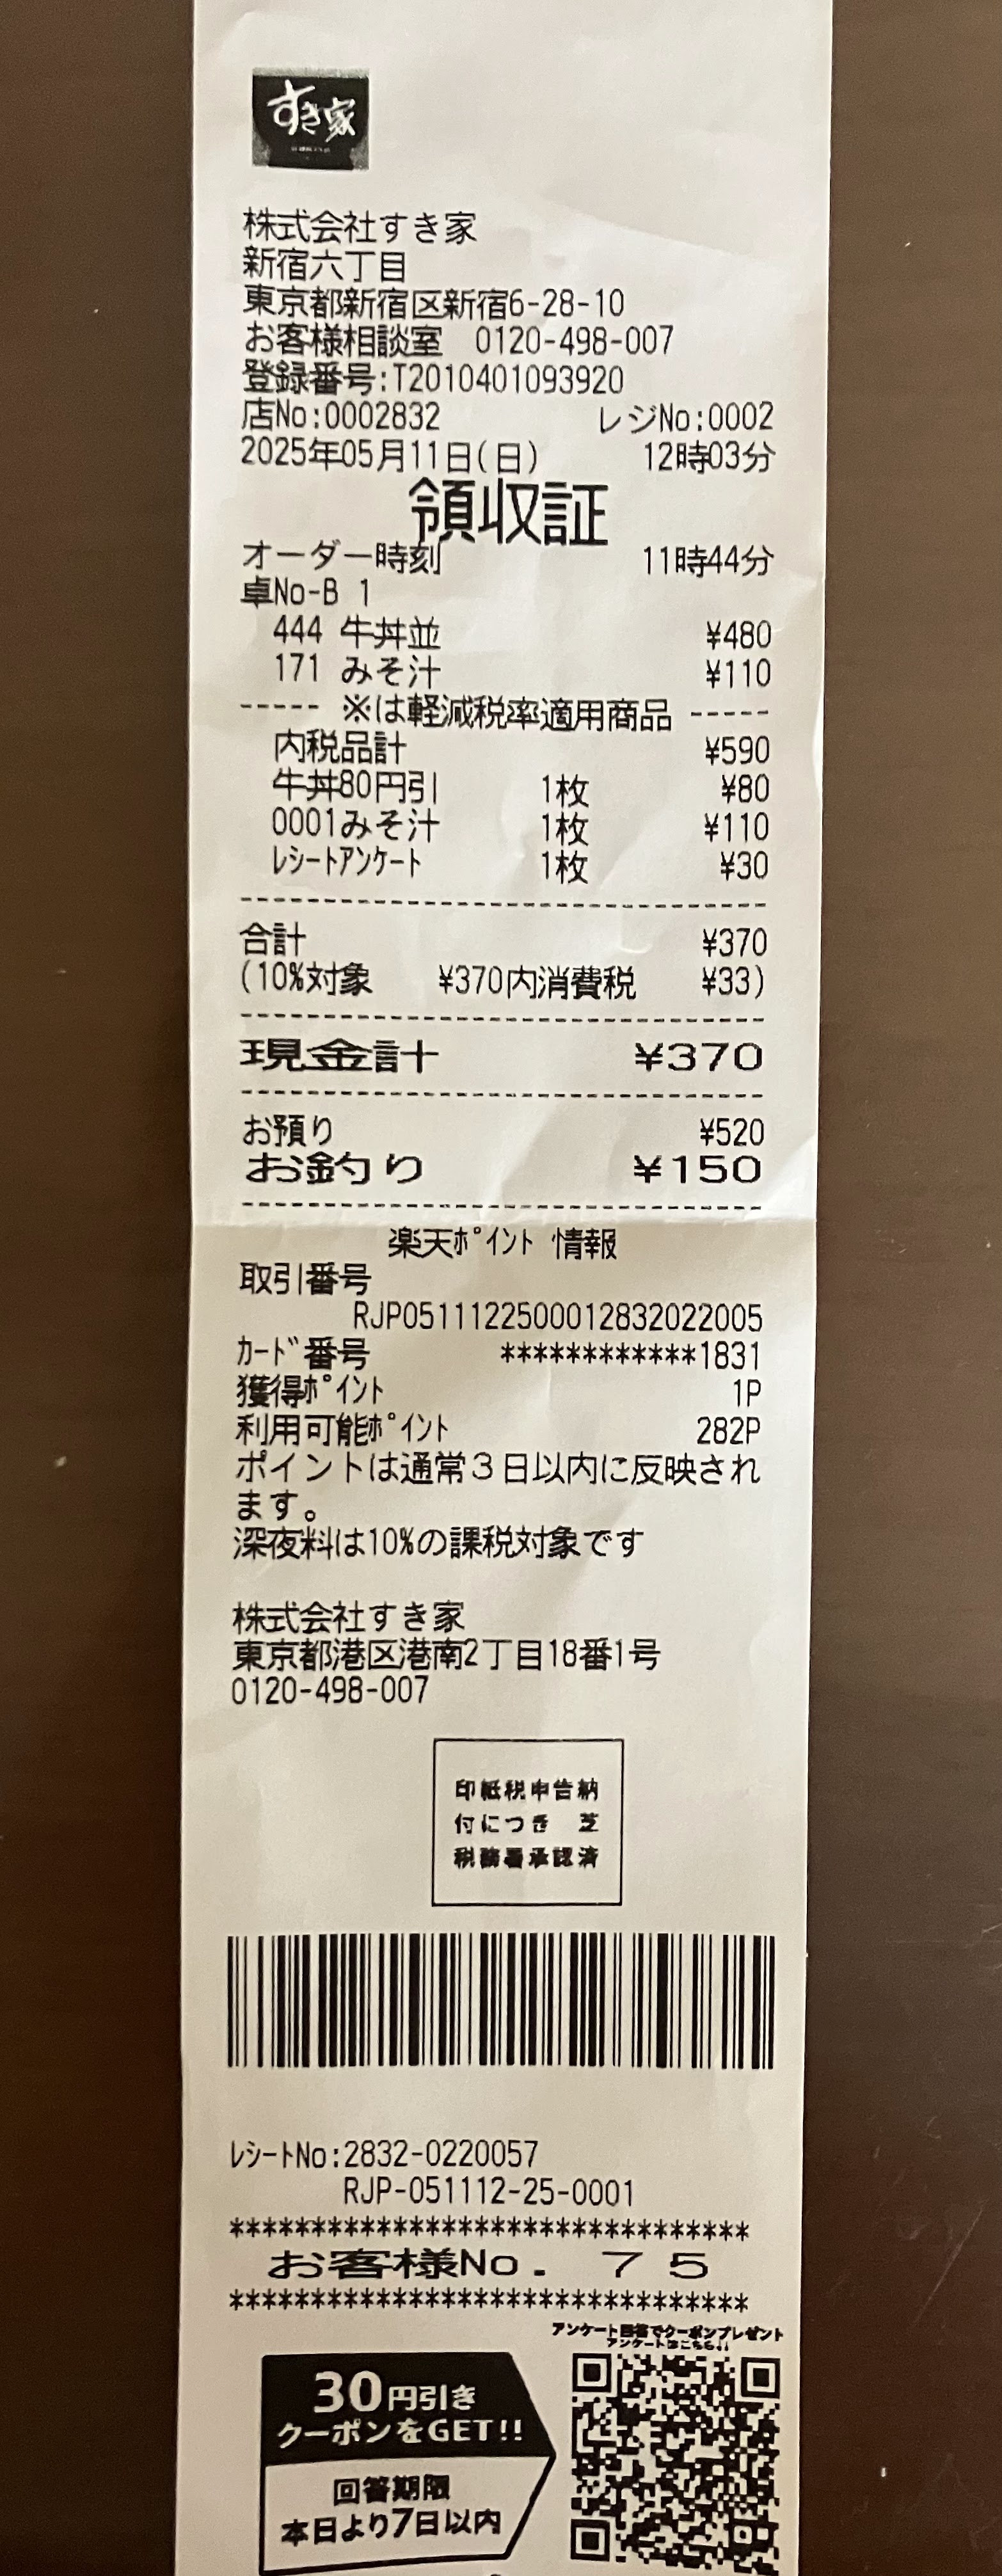 すき家
株式会社すき家
新宿六丁目
東京都新宿区新宿6-28-10
お客様相談室 0120-498-007
登録番号:T2010401093920
店No:0002832 レジNo:0002
2025年05月11日(日) 12時03分
領収証
オーダー時刻 11時44分
卓No-B 1
444 牛丼並 ¥480
171 みそ汁 ¥110
----- ※は軽減税率適用商品 -----
内税品計 ¥590
牛丼80円引 1枚 ¥80
0001みそ汁 1枚 ¥110
ﾚｼｰﾄｱﾝｹｰﾄ 1枚 ¥30
合計 ¥370
(10%対象 ¥370内消費税 ¥33)
現金計 ¥370
お預り ¥520
お釣り ¥150
楽天ﾎﾟｲﾝﾄ 情報
取引番号
RJP0511122500012832022005
ｶｰﾄﾞ番号 ************1831
獲得ﾎﾟｲﾝﾄ 1P
利用可能ﾎﾟｲﾝﾄ 282P
ポイントは通常３日以内に反映され
ます。
深夜料は10%の課税対象です
株式会社すき家
東京都港区港南2丁目18番1号
0120-498-007
印紙税申告納
付につき 芝
税務署承認済
ﾚｼｰﾄNo:2832-0220057
RJP-051112-25-0001
********************************
お客様No. ７５
********************************
アンケート回答でクーポンプレゼント
アンケートはこちら!!
30円引き
クーポンをGET!!
回答期限
本日より7日以内